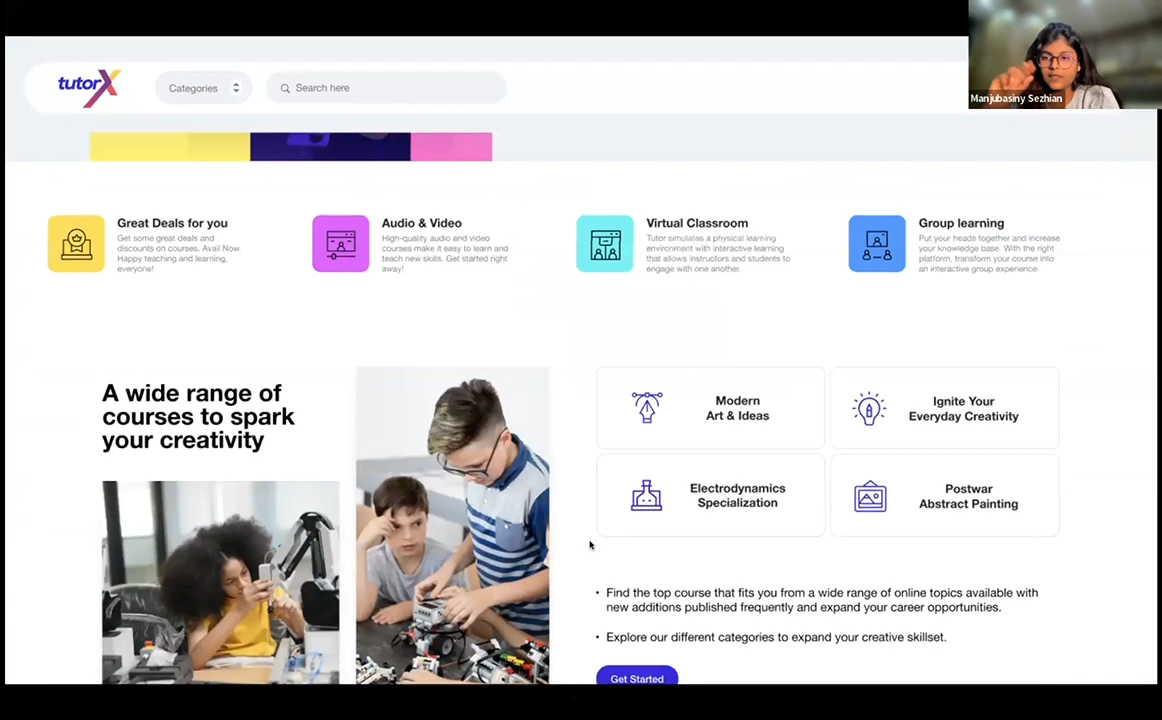 tutorX
Categories
Search here
Manjubasiny Sezhian
Great Deals for you
Get some great deals and
discounts on courses. Avail Now.
Happy teaching and learning,
everyone!
Audio & Video
High-quality audio and video
courses make it easy to learn and
teach new skills. Get started right
away!
Virtual Classroom
Tutor simulates a physical learning
environment with interactive learning
that allows instructors and students to
engage with one another.
Group learning
Put your heads together and increase
your knowledge base. With the right
platform, transform your course into
an interactive group experience.
A wide range of
courses to spark
your creativity
Modern
Art & Ideas
Ignite Your
Everyday Creativity
Electrodynamics
Specialization
Postwar
Abstract Painting
• Find the top course that fits you from a wide range of online topics available with
new additions published frequently and expand your career opportunities.
• Explore our different categories to expand your creative skillset.
Get Started